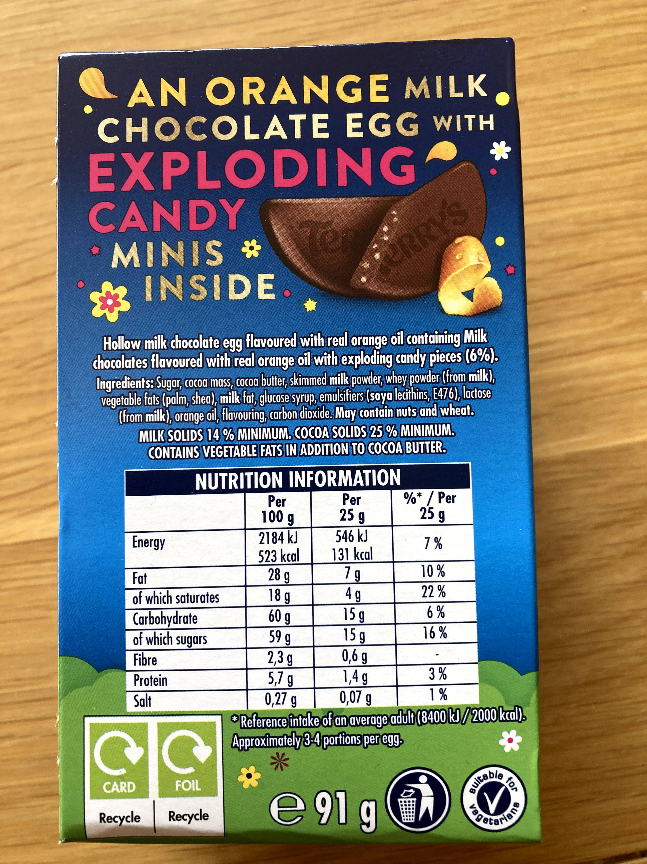 AN ORANGE MILK
CHOCOLATE EGG WITH
EXPLODING
CANDY
MINIS
INSIDE
TERRY'S
Hollow milk chocolate egg flavoured with real orange oil containing Milk
chocolates flavoured with real orange oil with exploding candy pieces (6%).
Ingredients: Sugar, cocoa mass, cocoa butter, skimmed milk powder, whey powder (from milk),
vegetable fats (palm, shea), milk fat, glucose syrup, emulsifiers (soya lecithins, E476), lactose
(from milk), orange oil, flavouring, carbon dioxide. May contain nuts and wheat.
MILK SOLIDS 14 % MINIMUM. COCOA SOLIDS 25 % MINIMUM.
CONTAINS VEGETABLE FATS IN ADDITION TO COCOA BUTTER.
NUTRITION INFORMATION
Per 100 g Per 25 g %* / Per 25 g
Energy 2184 kJ 546 kJ 7 %
523 kcal 131 kcal
Fat 28 g 7 g 10 %
of which saturates 18 g 4 g 22 %
Carbohydrate 60 g 15 g 6 %
of which sugars 59 g 15 g 16 %
Fibre 2,3 g 0,6 g -
Protein 5,7 g 1,4 g 3 %
Salt 0,27 g 0,07 g 1 %
* Reference intake of an average adult (8400 kJ / 2000 kcal).
Approximately 3-4 portions per egg.
CARD FOIL
Recycle Recycle
e 91 g
suitable for
vegetarians